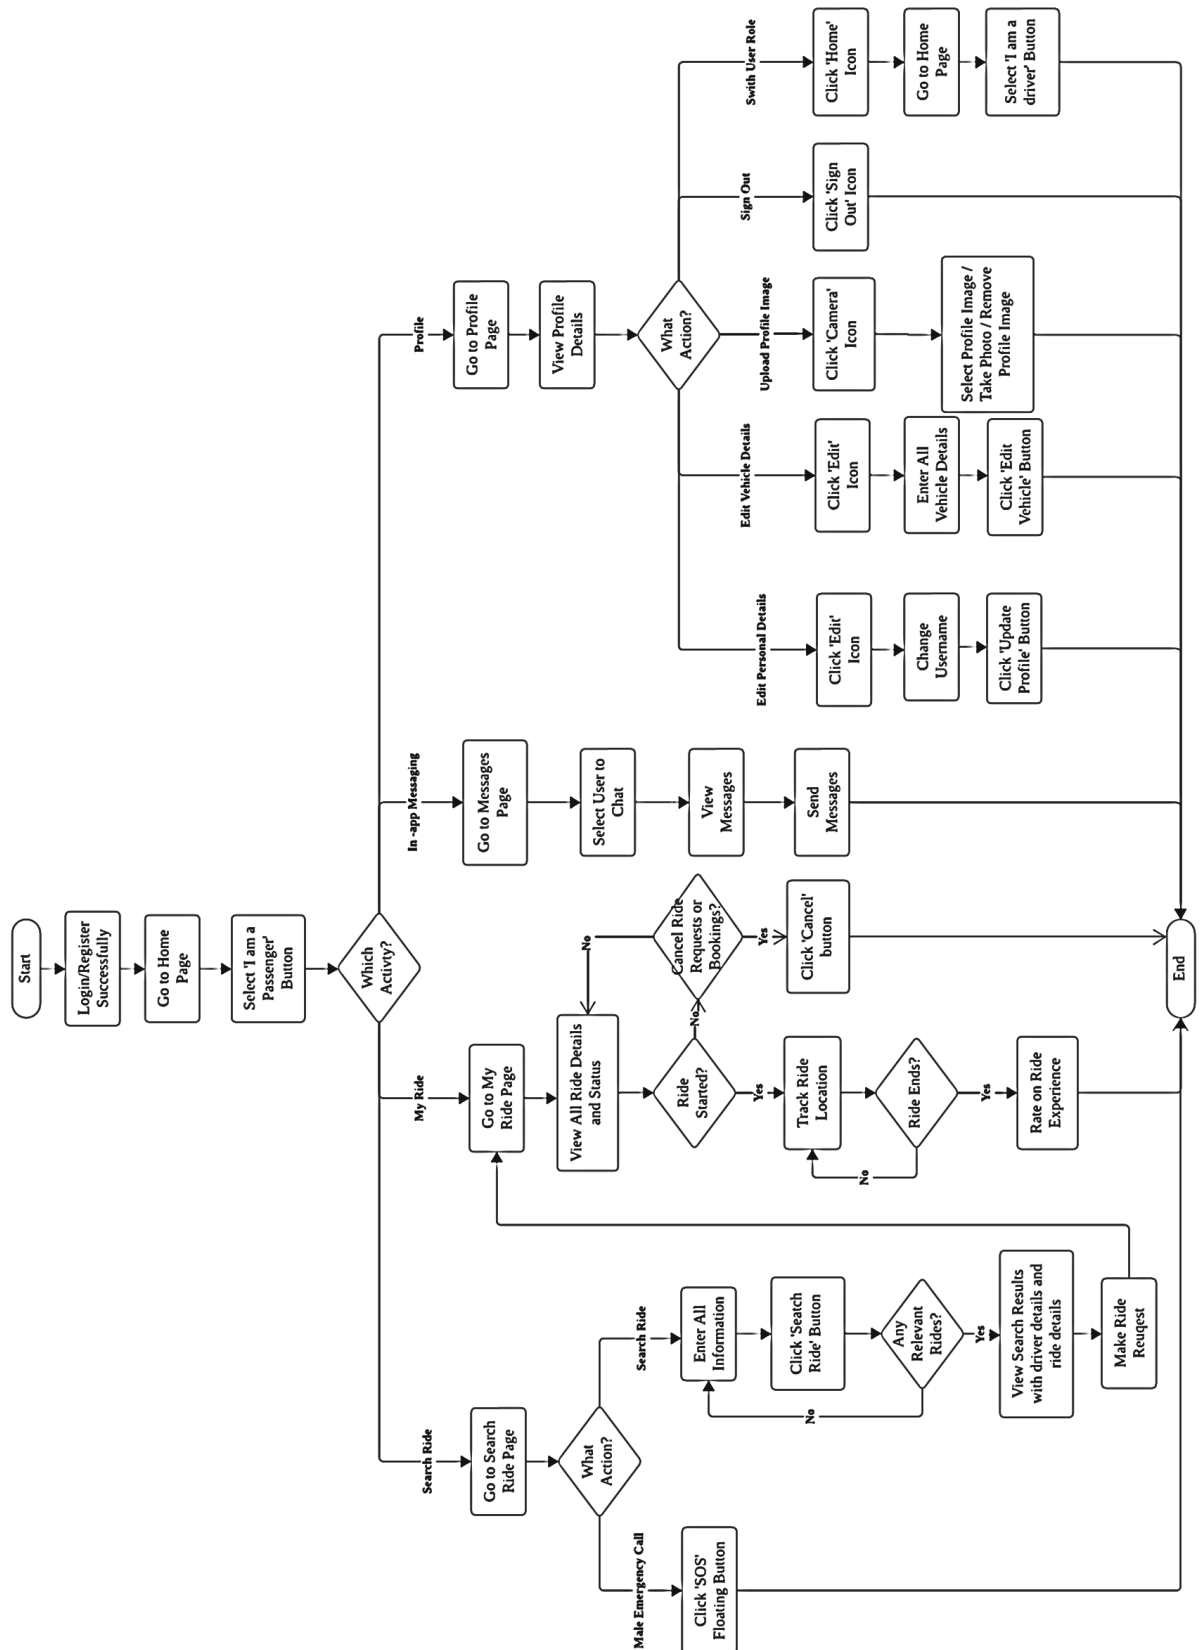 Start
Login/Register
Successfully
Go to Home
Page
Select 'I am a
Passenger'
Button
Which
Activty?
Search Ride
Go to Search
Ride Page
What
Action?
Male Emergency Call
Click 'SOS'
Floating Button
Search Ride
Enter All
Information
Click 'Seatch
Ride' Button
Any
Relevant
Rides?
No
Yes
View Search Results
with driver details and
ride details
Make Ride
Reuqest
My Ride
Go to My
Ride Page
View All Ride Details
and Status
Ride
Started?
No
Yes
Cancel Ride
Requests or
Bookings?
No
Yes
Click 'Cancel'
button
Track Ride
Location
Ride Ends?
No
Yes
Rate on Ride
Experience
In -app Messaging
Go to Messages
Page
Select User to
Chat
View
Messages
Send
Messages
Profile
Go to Profile
Page
View Profile
Details
What
Action?
Edit Personal Details
Click 'Edit'
Icon
Change
Username
Click 'Update
Profile' Button
Edit Vehicle Details
Click 'Edit'
Icon
Enter All
Vehicle Details
Click 'Edit
Vehicle' Button
Upload Profile Image
Click 'Camera'
Icon
Select Profile Image /
Take Photo / Remove
Profile Image
Sign Out
Click 'Sign
Out' Icon
Swith User Role
Click 'Home'
Icon
Go to Home
Page
Select 'I am a
driver' Button
End